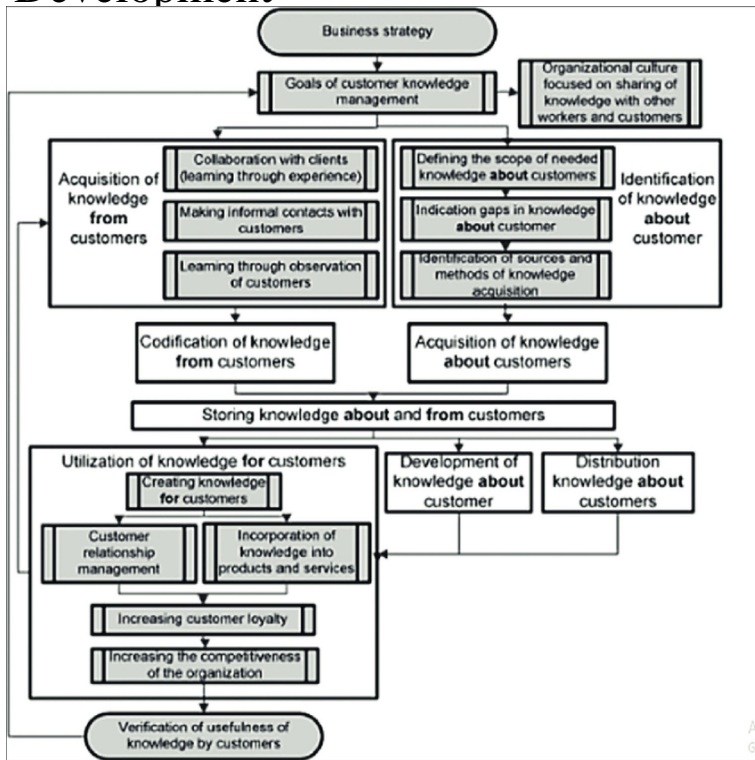 Development
Business strategy
Goals of customer knowledge
management
Organizational culture
focused on sharing of
knowledge with other
workers and customers
Acquisition of
knowledge
from
customers
Collaboration with clients
(learning through experience)
Making informal contacts with
customers
Learning through observation
of customers
Defining the scope of needed
knowledge about customers
Indication gaps in knowledge
about customer
Identification of sources and
methods of knowledge
acquisition
Identification
of knowledge
about
customer
Codification of knowledge
from customers
Acquisition of knowledge
about customers
Storing knowledge about and from customers
Utilization of knowledge for customers
Creating knowledge
for customers
Customer
relationship
management
Incorporation of
knowledge into
products and services
Increasing customer loyalty
Increasing the competitiveness
of the organization
Development of
knowledge about
customer
Distribution
knowledge about
customers
Verification of usefulness of
knowledge by customers